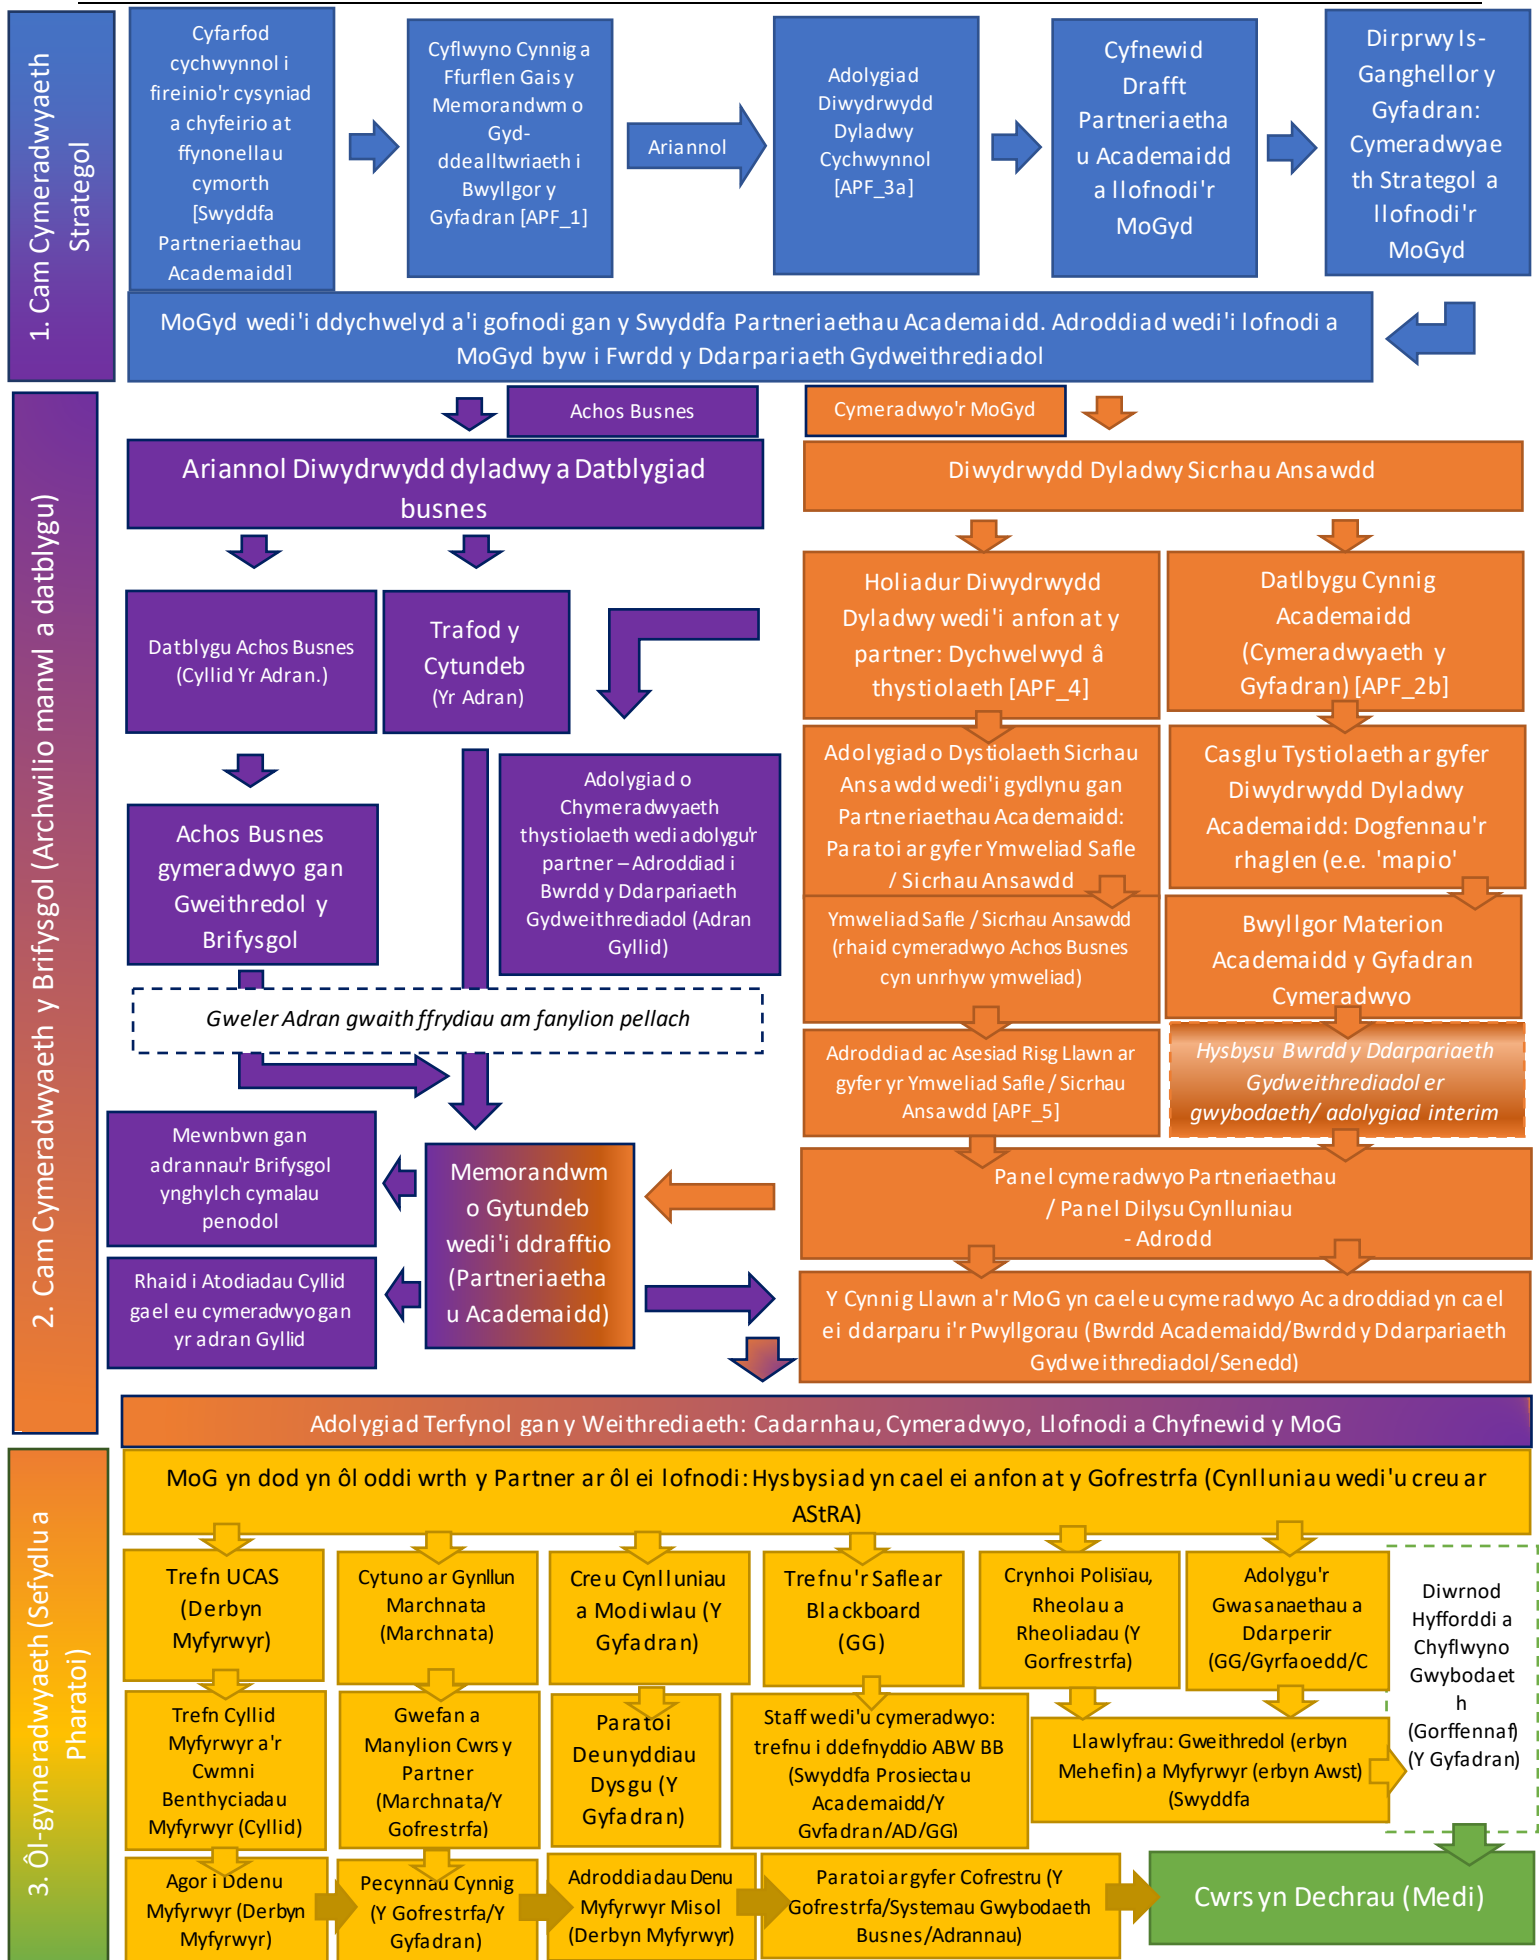 1. Cam Cymeradwyaeth
Strategol
Cyfarfod
cychwynnol i
fireinio'r cysyniad
a chyfeirio at
ffynonellau
cymorth
[Swyddfa
Partneriaethau
Academaidd]
Cyflwyno Cynnig a
Ffurflen Gais y
Memorandwm o
Gyd-
ddealltwriaeth i
Bwyllgor y
Gyfadran [APF_1]
Ariannol
Adolygiad
Diwydrwydd
Dyladwy
Cychwynnol
[APF_3a]
Cyfnewid
Drafft
Partneriaetha
u Academaidd
a llofnodi'r
MoGyd
Dirprwy Is-
Ganghellor y
Gyfadran:
Cymeradwyae
th Strategol a
llofnodi'r
MoGyd
MoGyd wedi'i ddychwelyd a'i gofnodi gan y Swyddfa Partneriaethau Academaidd. Adroddiad wedi'i lofnodi a
MoGyd byw i Fwrdd y Ddarpariaeth Gydweithrediadol
2. Cam Cymeradwyaeth y Brifysgol (Archwilio manwl a datblygu)
Achos Busnes
Cymeradwyo'r MoGyd
Ariannol Diwydrwydd dyladwy a Datblygiad
busnes
Diwydrwydd Dyladwy Sicrhau Ansawdd
Datblygu Achos Busnes
(Cyllid Yr Adran.)
Trafod y
Cytundeb
(Yr Adran)
Holiadur Diwydrwydd
Dyladwy wedi'i anfon at y
partner: Dychwelwyd â
thystiolaeth [APF_4]
Datlbygu Cynnig
Academaidd
(Cymeradwyaeth y
Gyfadran) [APF_2b]
Achos Busnes
gymeradwyo gan
Gweithredol y
Brifysgol
Adolygiad o
Chymeradwyaeth
thystiolaeth wedi adolygu'r
partner – Adroddiad i
Bwrdd y Ddarpariaeth
Gydweithrediadol (Adran
Gyllid)
Adolygiad o Dystiolaeth Sicrhau
Ansawdd wedi'i gydlynu gan
Partneriaethau Academaidd:
Paratoi ar gyfer Ymweliad Safle
/ Sicrhau Ansawdd
Casglu Tystiolaeth ar gyfer
Diwydrwydd Dyladwy
Academaidd: Dogfennau'r
rhaglen (e.e. 'mapio'
Ymweliad Safle / Sicrhau Ansawdd
(rhaid cymeradwyo Achos Busnes
cyn unrhyw ymweliad)
Bwyllgor Materion
Academaidd y Gyfadran
Cymeradwyo
Gweler Adran gwaith ffrydiau am fanylion pellach
Adroddiad ac Asesiad Risg Llawn ar
gyfer yr Ymweliad Safle / Sicrhau
Ansawdd [APF_5]
Hysbysu Bwrdd y Ddarpariaeth
Gydweithrediadol er
gwybodaeth/ adolygiad interim
Mewnbwn gan
adrannau'r Brifysgol
ynghylch cymalau
penodol
Memorandwm
o Gytundeb
wedi'i ddrafftio
(Partneriaetha
u Academaidd)
Panel cymeradwyo Partneriaethau
/ Panel Dilysu Cynlluniau
- Adrodd
Rhaid i Atodiadau Cyllid
gael eu cymeradwyo gan
yr adran Gyllid
Y Cynnig Llawn a'r MoG yn cael eu cymeradwyo Ac adroddiad yn cael
ei ddarparu i'r Pwyllgorau (Bwrdd Academaidd/Bwrdd y Ddarpariaeth
Gydweithrediadol/Senedd)
Adolygiad Terfynol gan y Weithrediaeth: Cadarnhau, Cymeradwyo, Llofnodi a Chyfnewid y MoG
3. Ôl-gymeradwyaeth (Sefydlu a
Pharatoi)
MoG yn dod yn ôl oddi wrth y Partner ar ôl ei lofnodi: Hysbysiad yn cael ei anfon at y Gofrestrfa (Cynlluniau wedi'u creu ar
AStRA)
Trefn UCAS
(Derbyn
Myfyrwyr)
Cytuno ar Gynllun
Marchnata
(Marchnata)
Creu Cynlluniau
a Modiwlau (Y
Gyfadran)
Trefnu'r Saflear
Blackboard
(GG)
Crynhoi Polisïau,
Rheolau a
Rheoliadau (Y
Gorfrestrfa)
Adolygu'r
Gwasanaethau a
Ddarperir
(GG/Gyrfaoedd/C
Diwrnod
Hyfforddi a
Chyflwyno
Gwybodaet
h
(Gorffennaf)
(Y Gyfadran)
Trefn Cyllid
Myfyrwyr a'r
Cwmni
Benthyciadau
Myfyrwyr (Cyllid)
Gwefan a
Manylion Cwrs y
Partner
(Marchnata/Y
Gofrestrfa)
Paratoi
Deunyddiau
Dysgu (Y
Gyfadran)
Staff wedi'u cymeradwyo:
trefnu i ddefnyddio ABW BB
(Swyddfa Prosiectau
Academaidd/Y
Gyfadran/AD/GG)
Llawlyfrau: Gweithredol (erbyn
Mehefin) a Myfyrwyr (erbyn Awst)
(Swyddfa
Agor i Ddenu
Myfyrwyr (Derbyn
Myfyrwyr)
Pecynnau Cynnig
(Y Gofrestrfa/Y
Gyfadran)
Adroddiadau Denu
Myfyrwyr Misol
(Derbyn Myfyrwyr)
Paratoi ar gyfer Cofrestru (Y
Gofrestrfa/Systemau Gwybodaeth
Busnes/Adrannau)
Cwrs yn Dechrau (Medi)